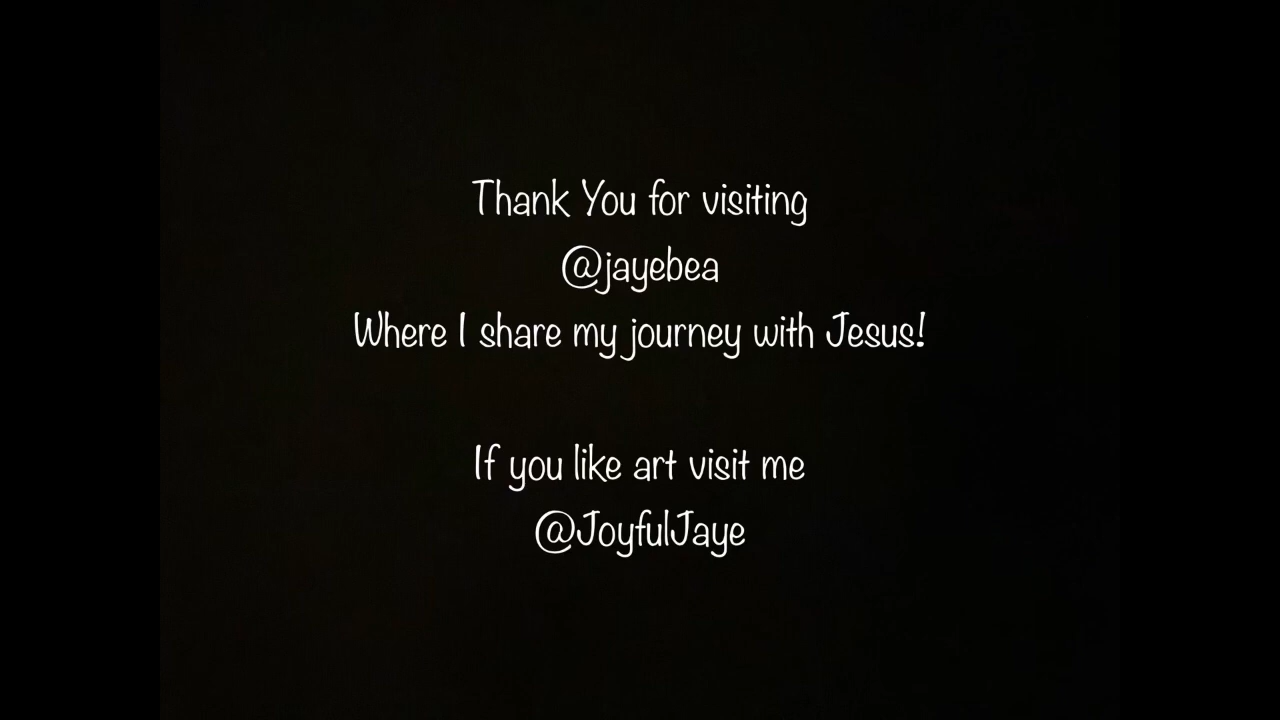 Thank You for visiting
@jayebea
Where I share my journey with Jesus!
If you like art visit me
@JoyfulJaye